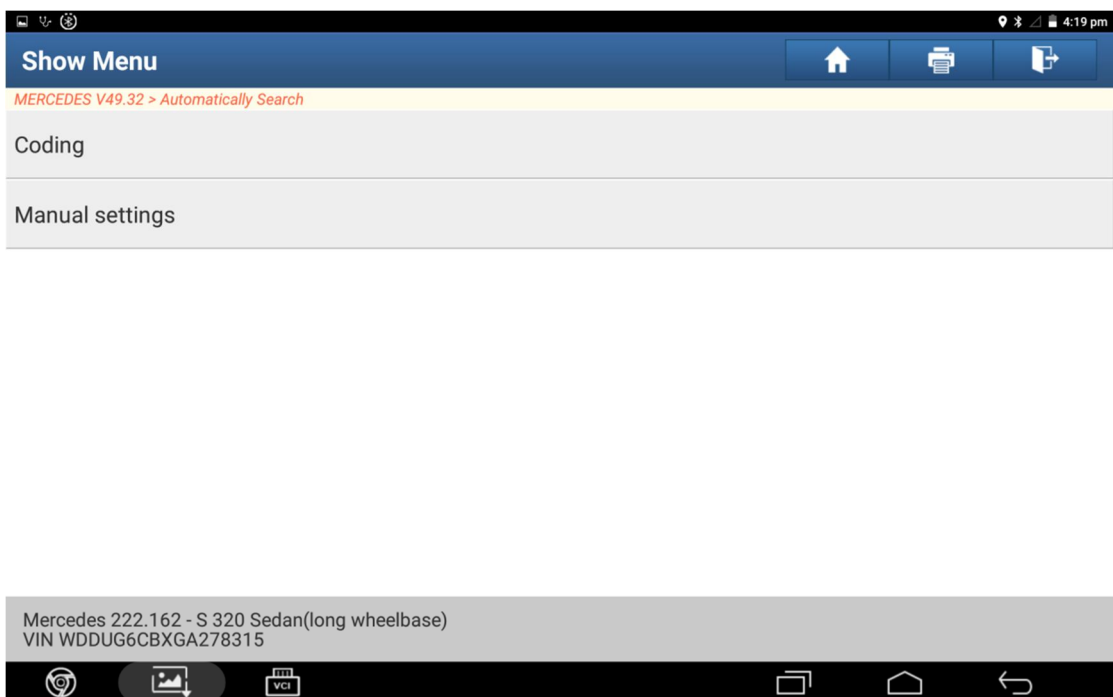 4:19 pm
Show Menu
MERCEDES V49.32 > Automatically Search
Coding
Manual settings
Mercedes 222.162 - S 320 Sedan(long wheelbase)
VIN WDDUG6CBXGA278315
VCI